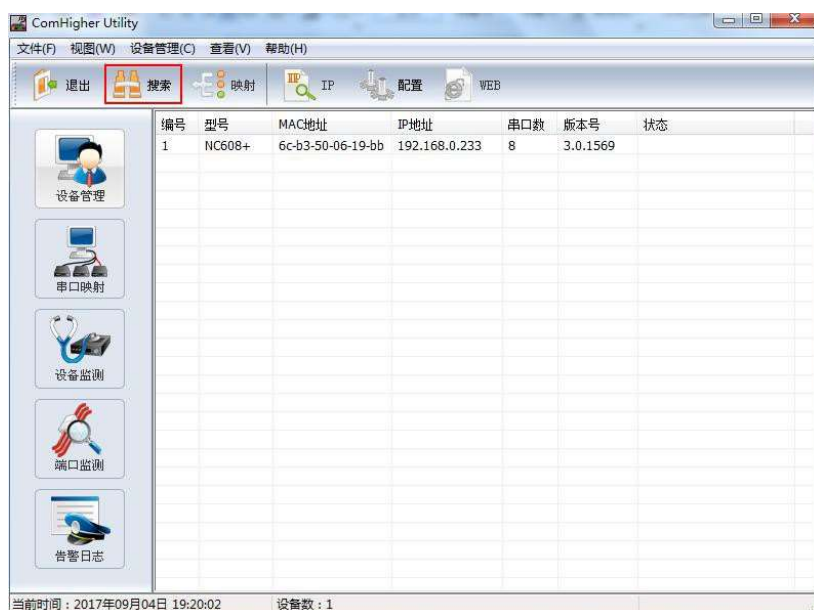 ComHigher Utility
文件(F) 视图(W) 设备管理(C) 查看(V) 帮助(H)
退出 搜索 映射 IP IP 配置 WEB
编号 型号 MAC地址 IP地址 串口数 版本号 状态
1 NC608+ 6c-b3-50-06-19-bb 192.168.0.233 8 3.0.1569
设备管理
串口映射
设备监测
端口监测
告警日志
当前时间：2017年09月04日 19:20:02 设备数：1